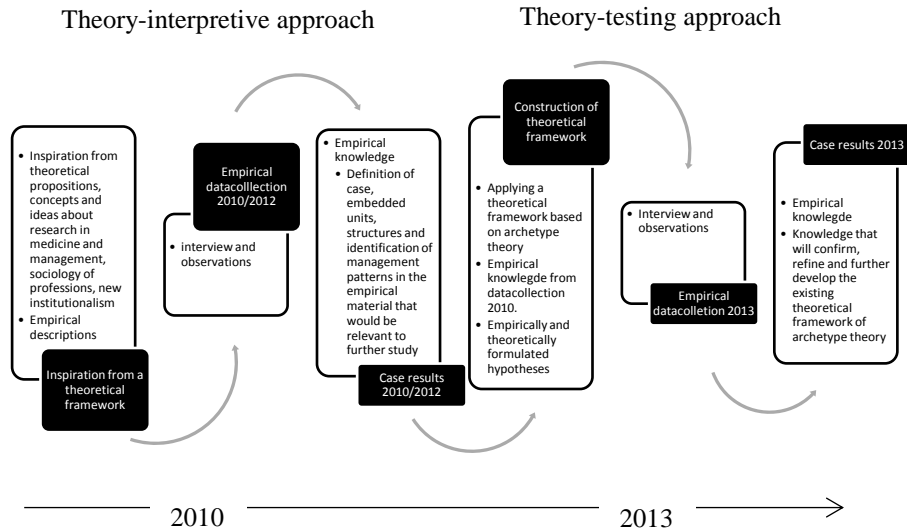 Theory-interpretive approach
Theory-testing approach
• Inspiration from
theoretical
propositions,
concepts and
ideas about
research in
medicine and
management,
sociology of
professions, new
institutionalism
• Empirical
descriptions
Inspiration from a
theoretical
framework
Empirical
datacolllection
2010/2012
• interview and
observations
• Empirical
knowledge
• Definition of
case,
embedded
units,
structures and
identification of
management
patterns in the
empirical
material that
would be
relevant to
further study
Case results
2010/2012
Construction of
theoretical
framework
• Applying a
theoretical
framework based
on archetype
theory
• Empirical
knowlegde from
datacollection
2010.
• Empirically and
theoretically
formulated
hypotheses
• Interview and
observations
Empirical
datacolletion 2013
Case results 2013
• Empirical
knowlegde
• Knowledge that
will confirm,
refine and further
develop the
existing
theoretical
framework of
archetype theory
2010
2013